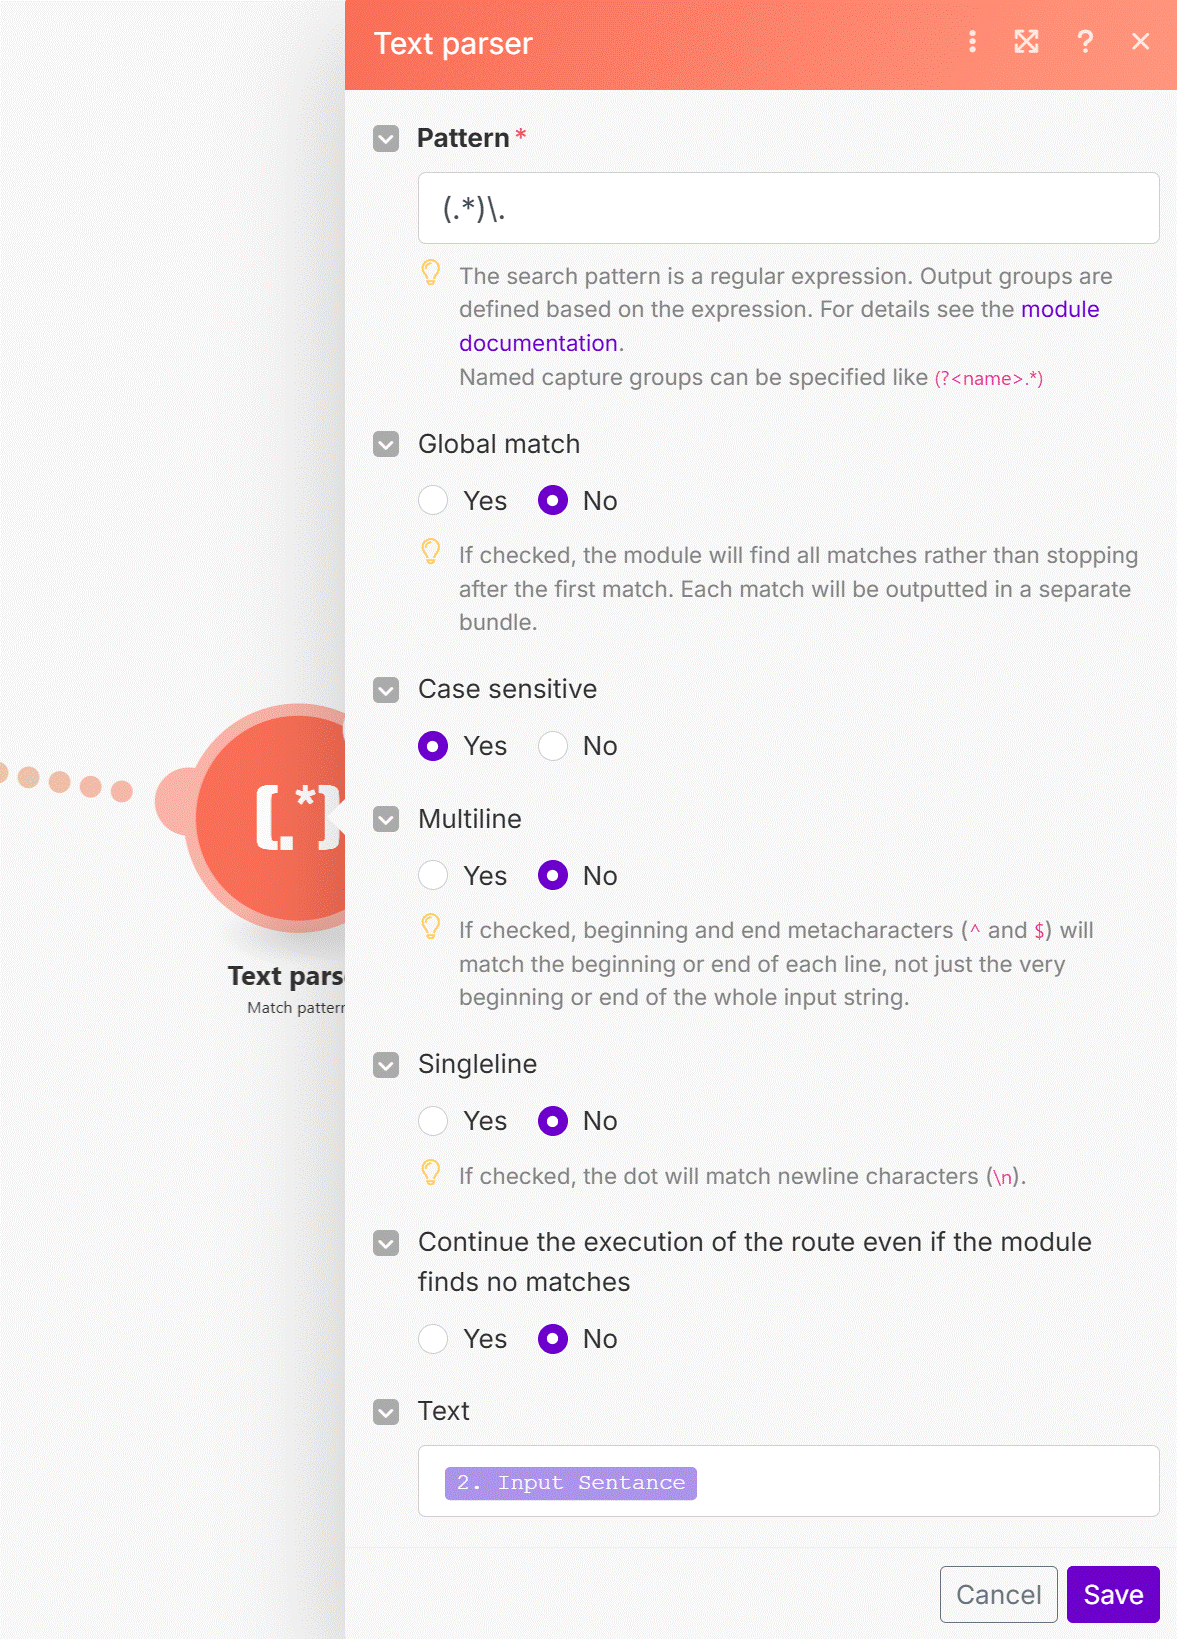 Text parser
Pattern *
(.*)\.
The search pattern is a regular expression. Output groups are
defined based on the expression. For details see the module
documentation.
Named capture groups can be specified like (?<name>.*)
Global match
Yes No
If checked, the module will find all matches rather than stopping
after the first match. Each match will be outputted in a separate
bundle.
Case sensitive
Yes No
Multiline
Yes No
If checked, beginning and end metacharacters (^ and $) will
match the beginning or end of each line, not just the very
beginning or end of the whole input string.
Singleline
Yes No
If checked, the dot will match newline characters (\n).
Continue the execution of the route even if the module
finds no matches
Yes No
Text
2. Input Sentance
Cancel Save
(.*)
Text pars
Match pattern